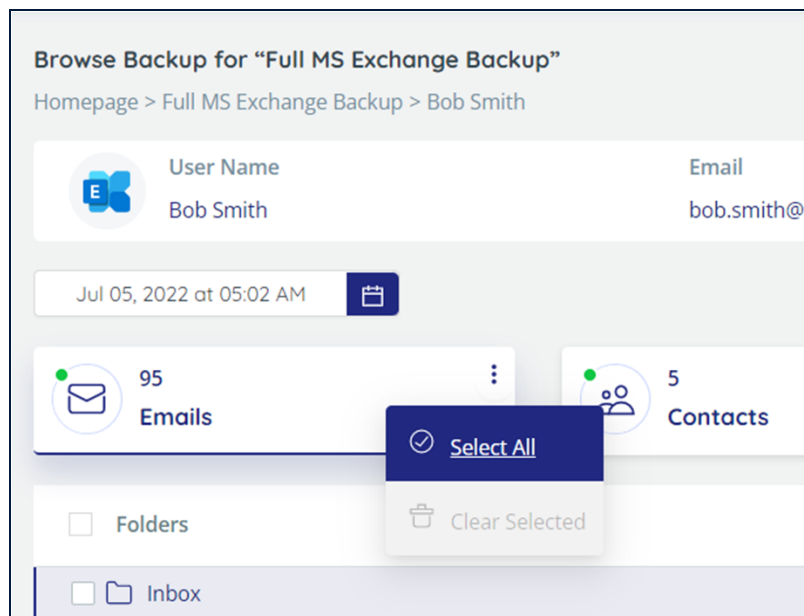 Browse Backup for “Full MS Exchange Backup”
Homepage > Full MS Exchange Backup > Bob Smith
User Name
Email
Bob Smith
bob.smith@
Jul 05, 2022 at 05:02 AM
95
Emails
5
Contacts
Select All
Clear Selected
Folders
Inbox
E